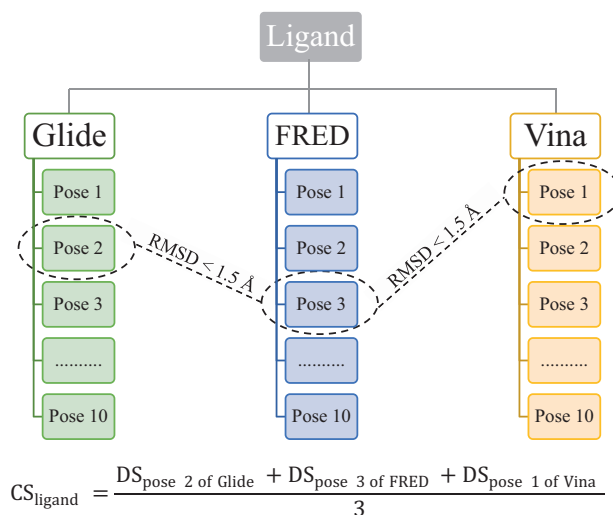 Ligand
Glide FRED Vina
Pose 1 Pose 1 Pose 1
Pose 2 Pose 2 Pose 2
RMSD < 1.5 Å RMSD < 1.5 Å
Pose 3 Pose 3 Pose 3
.......... .......... ..........
Pose 10 Pose 10 Pose 10
CSligand = (DSpose 2 of Glide + DSpose 3 of FRED + DSpose 1 of Vina) / 3